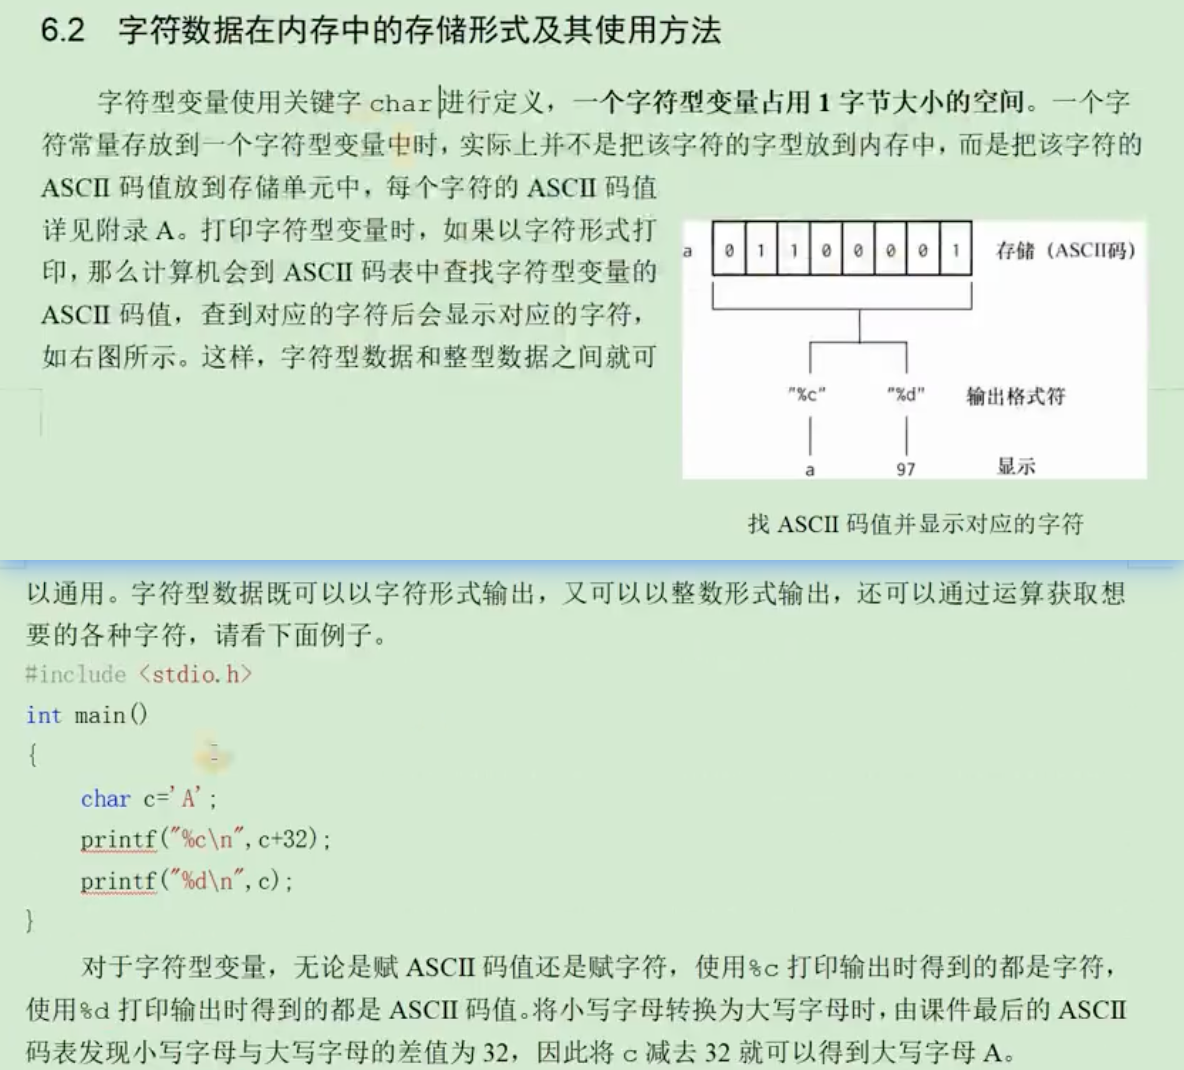 6.2 字符数据在内存中的存储形式及其使用方法
字符型变量使用关键字 char 进行定义，一个字符型变量占用 1 字节大小的空间。一个字
符常量存放到一个字符型变量中时，实际上并不是把该字符的字型放到内存中，而是把该字符的
ASCII 码值放到存储单元中，每个字符的 ASCII 码值
详见附录 A。打印字符型变量时，如果以字符形式打
印，那么计算机会到 ASCII 码表中查找字符型变量的
ASCII 码值，查到对应的字符后会显示对应的字符，
如右图所示。这样，字符型数据和整型数据之间就可
a 0 1 1 0 0 0 0 1 存储（ASCII码）
"%c" "%d" 输出格式符
a 97 显示
找 ASCII 码值并显示对应的字符
以通用。字符型数据既可以以字符形式输出，又可以以整数形式输出，还可以通过运算获取想
要的各种字符，请看下面例子。
#include <stdio.h>
int main()
{
char c='A';
printf("%c\n",c+32);
printf("%d\n",c);
}
对于字符型变量，无论是赋 ASCII 码值还是赋字符，使用%c 打印输出时得到的都是字符，
使用%d 打印输出时得到的都是 ASCII 码值。将小写字母转换为大写字母时，由课件最后的 ASCII
码表发现小写字母与大写字母的差值为 32，因此将 c 减去 32 就可以得到大写字母 A。